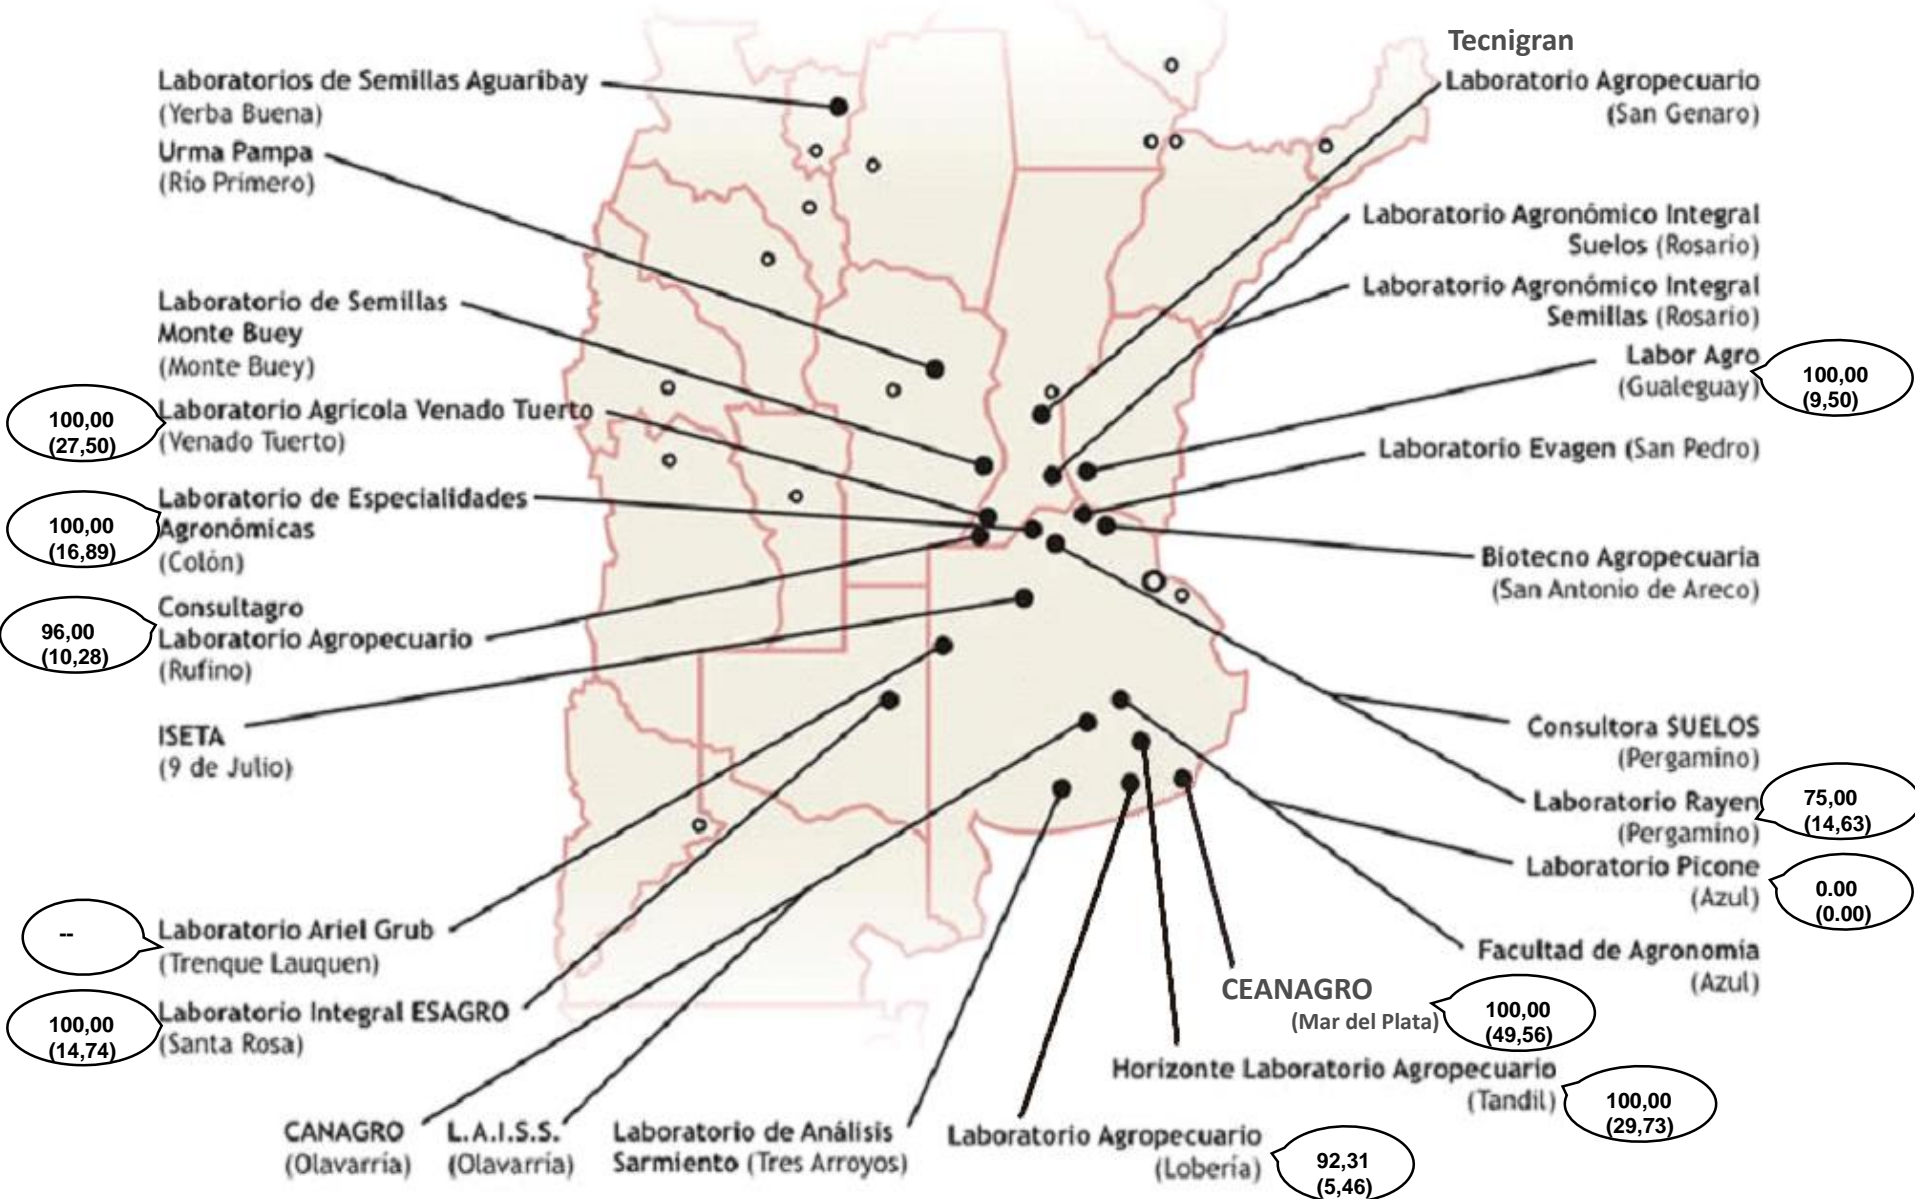 Laboratorios de Semillas Aguaribay
(Yerba Buena)
Urma Pampa
(Río Primero)
Laboratorio de Semillas
Monte Buey
(Monte Buey)
100,00
(27,50)
Laboratorio Agrícola Venado Tuerto
(Venado Tuerto)
100,00
(16,89)
Laboratorio de Especialidades
Agronómicas
(Colón)
96,00
(10,28)
Consultagro
Laboratorio Agropecuario
(Rufino)
ISETA
(9 de Julio)
--
Laboratorio Ariel Grub
(Trenque Lauquen)
100,00
(14,74)
Laboratorio Integral ESAGRO
(Santa Rosa)
CANAGRO
(Olavarría)
L.A.I.S.S.
(Olavarría)
Laboratorio de Análisis
Sarmiento (Tres Arroyos)
Laboratorio Agropecuario
(Lobería)
92,31
(5,46)
Horizonte Laboratorio Agropecuario
(Tandil)
100,00
(29,73)
CEANAGRO
(Mar del Plata)
100,00
(49,56)
Tecnigran
Laboratorio Agropecuario
(San Genaro)
Laboratorio Agronómico Integral
Suelos (Rosario)
Laboratorio Agronómico Integral
Semillas (Rosario)
Labor Agro
(Gualeguay)
100,00
(9,50)
Laboratorio Evagen (San Pedro)
Biotecno Agropecuaria
(San Antonio de Areco)
Consultora SUELOS
(Pergamino)
Laboratorio Rayen
(Pergamino)
75,00
(14,63)
Laboratorio Picone
(Azul)
0.00
(0.00)
Facultad de Agronomía
(Azul)